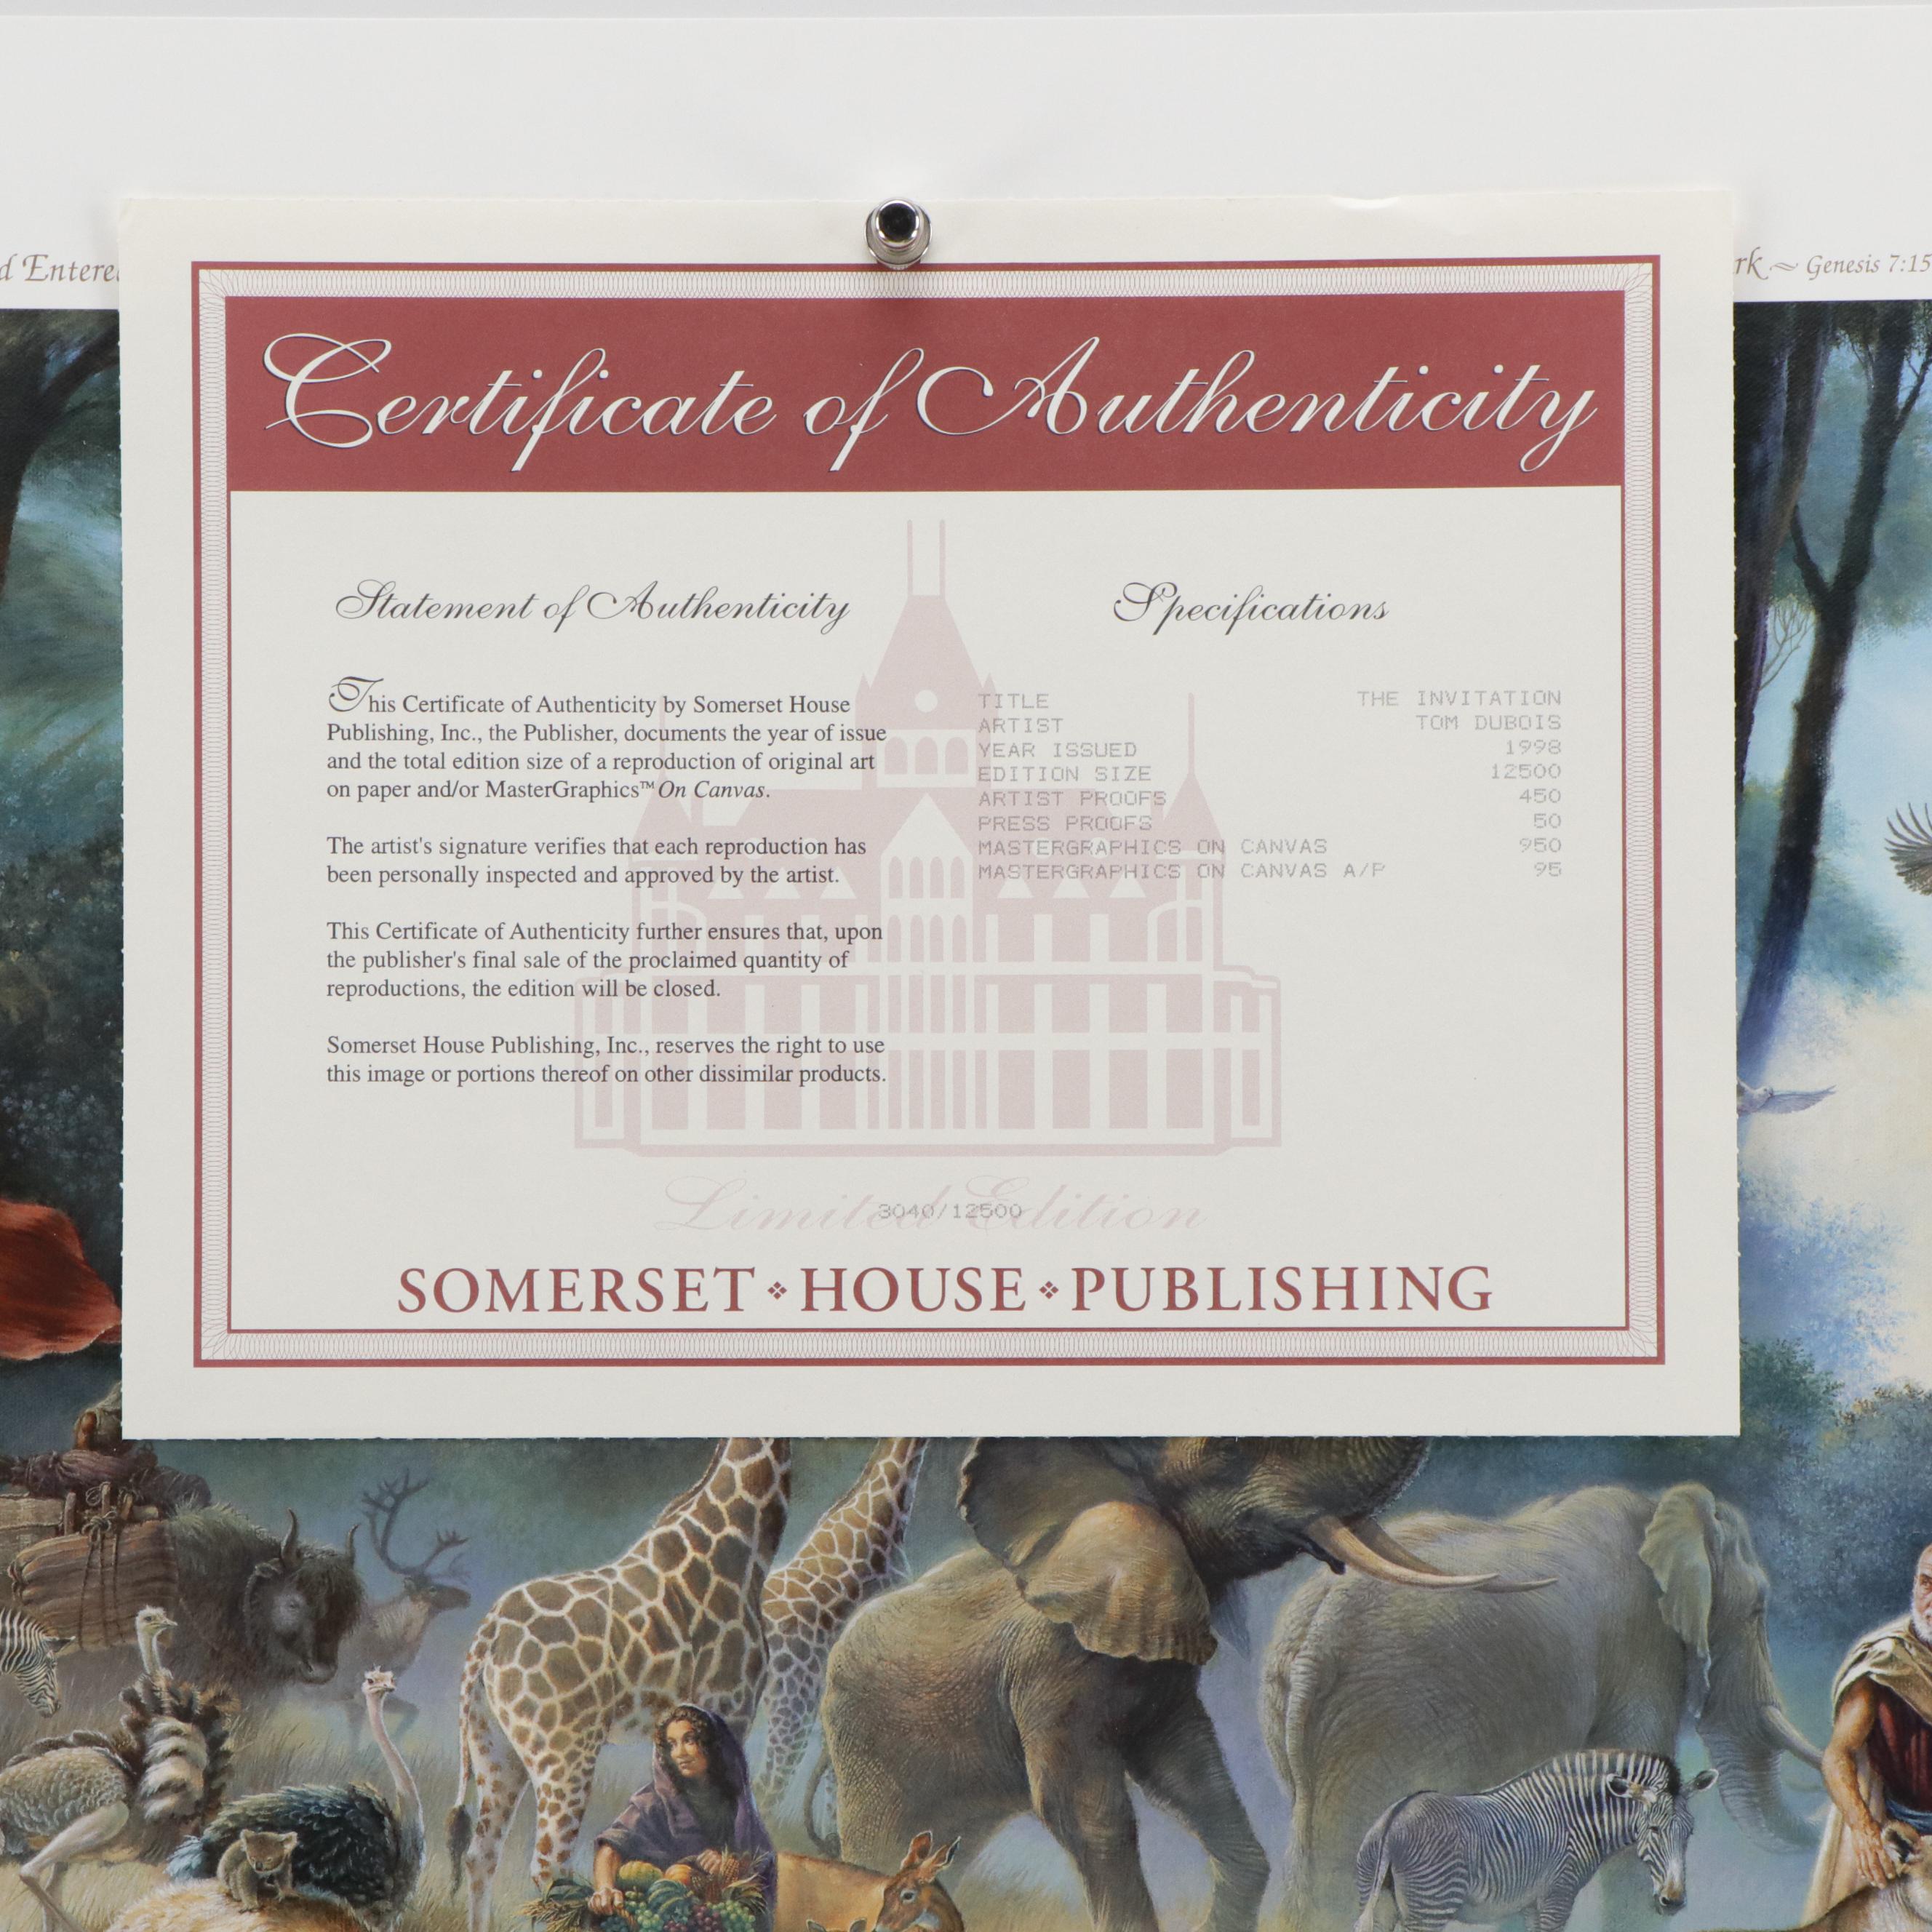 d Entere
rk ~ Genesis 7:15
Certificate of Authenticity
Statement of Authenticity
This Certificate of Authenticity by Somerset House
Publishing, Inc., the Publisher, documents the year of issue
and the total edition size of a reproduction of original art
on paper and/or MasterGraphics™ On Canvas.
The artist's signature verifies that each reproduction has
been personally inspected and approved by the artist.
This Certificate of Authenticity further ensures that, upon
the publisher's final sale of the proclaimed quantity of
reproductions, the edition will be closed.
Somerset House Publishing, Inc., reserves the right to use
this image or portions thereof on other dissimilar products.
Specifications
TITLE THE INVITATION
ARTIST TOM DUBOIS
YEAR ISSUED 1998
EDITION SIZE 12500
ARTIST PROOFS 450
PRESS PROOFS 50
MASTERGRAPHICS ON CANVAS 950
MASTERGRAPHICS ON CANVAS A/P 95
Limited Edition
3040/12500
SOMERSET ❖ HOUSE ❖ PUBLISHING